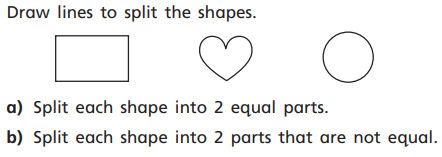 Draw lines to split the shapes.
a) Split each shape into 2 equal parts.
b) Split each shape into 2 parts that are not equal.